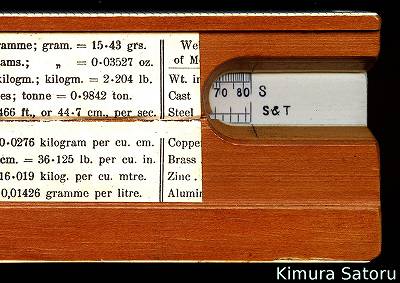 ramme; gram. = 15·43 grs.
ams.; „ = 0·03527 oz.
kilogm.; kilogm. = 2·204 lb.
es; tonne = 0·9842 ton.
466 ft., or 44·7 cm., per sec.
0·0276 kilogram per cu. cm.
cm. = 36·125 lb. per cu. in.
16·019 kilog. per cu. mtre.
0,01426 gramme per litre.
We
of M
Wt. in
Cast
Steel
Copper
Brass
Zinc .
Alumin
70 80 S
S&T
Kimura Satoru